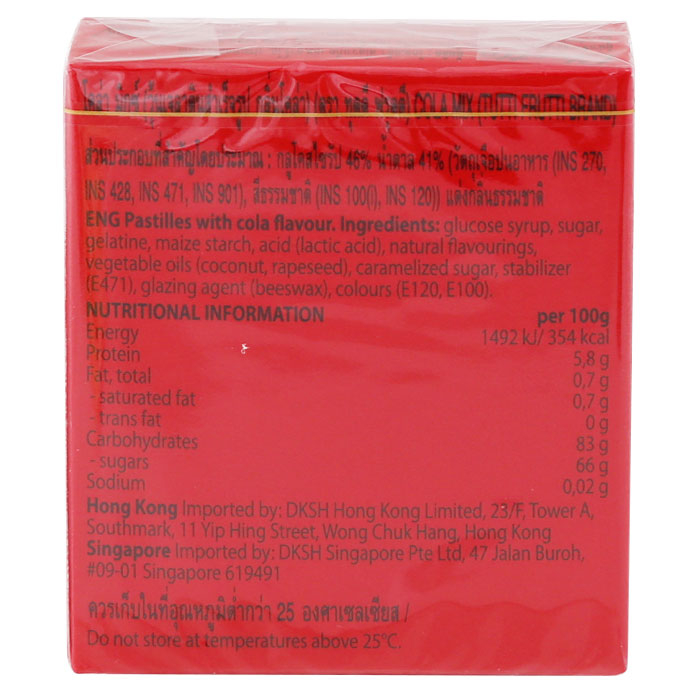 COLA MIX (TUTTI FRUTTI BRAND)
ส่วนประกอบที่สำคัญโดยประมาณ : กลูโคสไซรัป 46% น้ำตาล 41% (วัตถุเจือปนอาหาร (INS 270,
INS 428, INS 471, INS 901), สีธรรมชาติ (INS 100(i), INS 120)) แต่งกลิ่นธรรมชาติ
ENG Pastilles with cola flavour. Ingredients: glucose syrup, sugar,
gelatine, maize starch, acid (lactic acid), natural flavourings,
vegetable oils (coconut, rapeseed), caramelized sugar, stabilizer
(E471), glazing agent (beeswax), colours (E120, E100).
NUTRITIONAL INFORMATION per 100g
Energy 1492 kJ/ 354 kcal
Protein 5,8 g
Fat, total 0,7 g
- saturated fat 0,7 g
- trans fat 0 g
Carbohydrates 83 g
- sugars 66 g
Sodium 0,02 g
Hong Kong Imported by: DKSH Hong Kong Limited, 23/F, Tower A,
Southmark, 11 Yip Hing Street, Wong Chuk Hang, Hong Kong
Singapore Imported by: DKSH Singapore Pte Ltd, 47 Jalan Buroh,
#09-01 Singapore 619491
ควรเก็บในที่อุณหภูมิต่ำกว่า 25 องศาเซลเซียส /
Do not store at temperatures above 25°C.